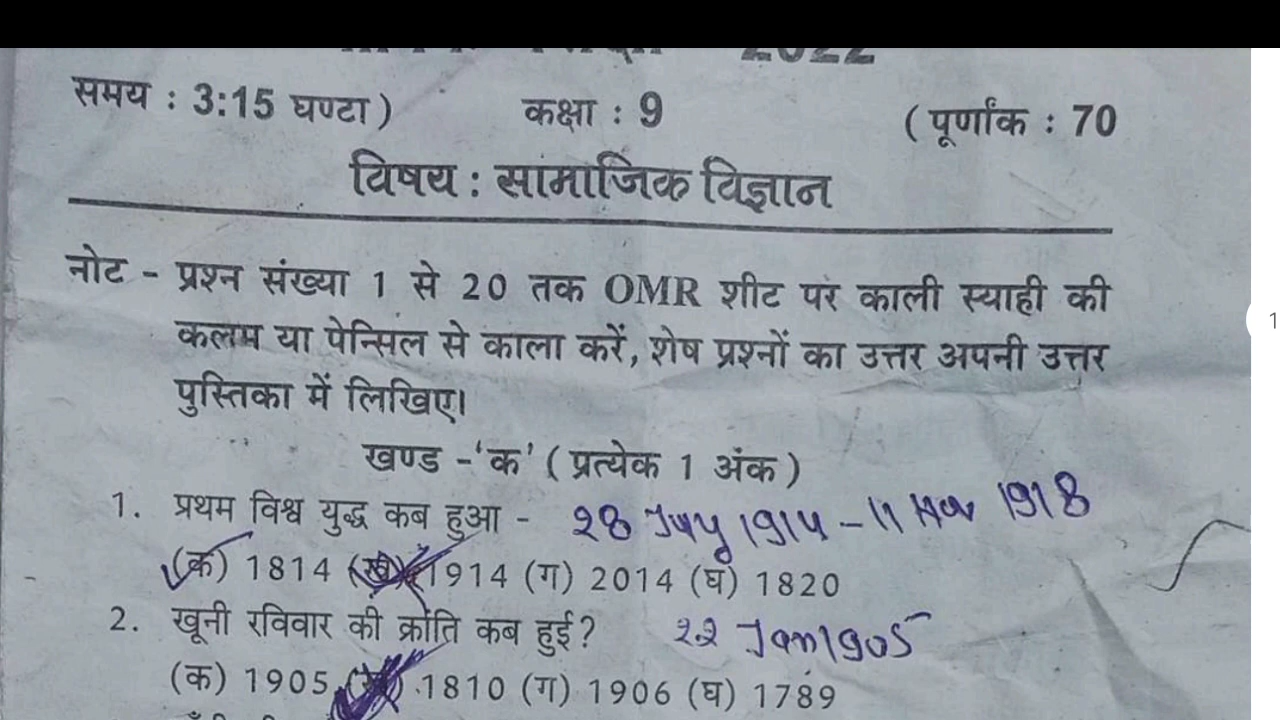 2022
समय : 3:15 घण्टा ) कक्षा : 9 ( पूर्णांक : 70
विषय : सामाजिक विज्ञान
नोट - प्रश्न संख्या 1 से 20 तक OMR शीट पर काली स्याही की
कलम या पेन्सिल से काला करें, शेष प्रश्नों का उत्तर अपनी उत्तर
पुस्तिका में लिखिए।
खण्ड -'क' ( प्रत्येक 1 अंक )
1. प्रथम विश्व युद्ध कब हुआ - 28 July 1914 - 11 Nov 1918
(क) 1814 (ख) 1914 (ग) 2014 (घ) 1820
2. खूनी रविवार की क्रांति कब हुई? 22 Jan 1905
(क) 1905 (ख) 1810 (ग) 1906 (घ) 1789
1